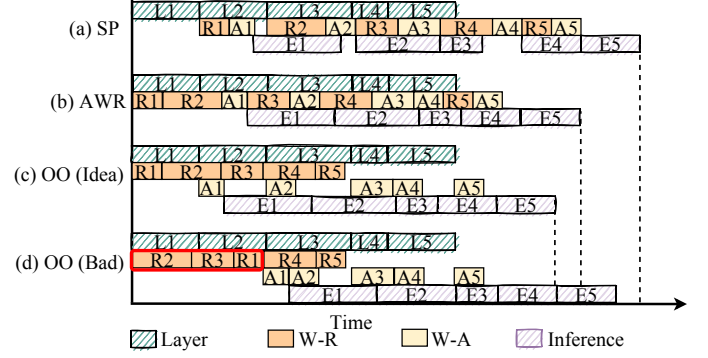 L1 L2 L3 L4 L5
(a) SP R1 A1 R2 A2 R3 A3 R4 A4 R5 A5
E1 E2 E3 E4 E5
L1 L2 L3 L4 L5
(b) AWR R1 R2 A1 R3 A2 R4 A3 A4 R5 A5
E1 E2 E3 E4 E5
L1 L2 L3 L4 L5
(c) OO (Idea) R1 R2 R3 R4 R5
A1 A2 A3 A4 A5
E1 E2 E3 E4 E5
L1 L2 L3 L4 L5
(d) OO (Bad) R2 R3 R1 R4 R5
A1 A2 A3 A4 A5
E1 E2 E3 E4 E5
Time
Layer W-R W-A Inference